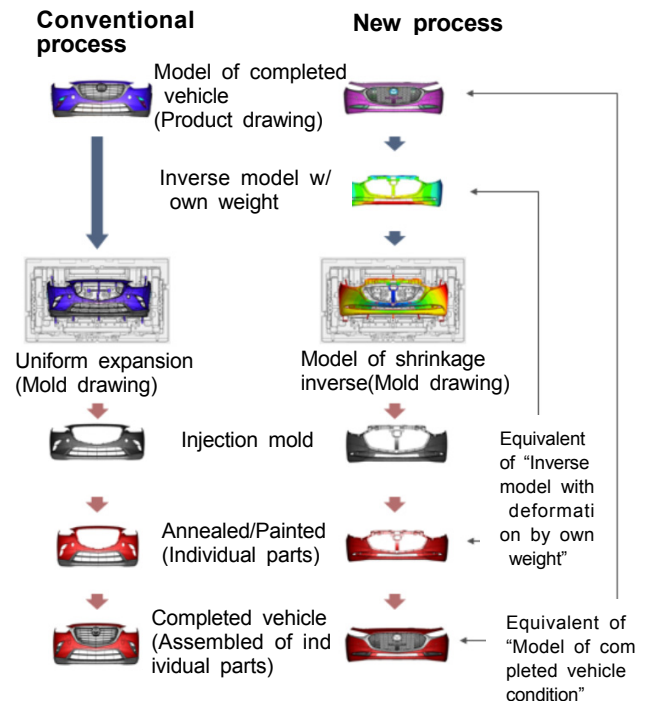 Conventional
process
New process
Model of completed
vehicle
(Product drawing)
Inverse model w/
own weight
Uniform expansion
(Mold drawing)
Model of shrinkage
inverse(Mold drawing)
Injection mold
Equivalent
of “Inverse
model with
deformati
on by own
weight”
Annealed/Painted
(Individual parts)
Completed vehicle
(Assembled of ind
ividual parts)
Equivalent of
“Model of com
pleted vehicle
condition”